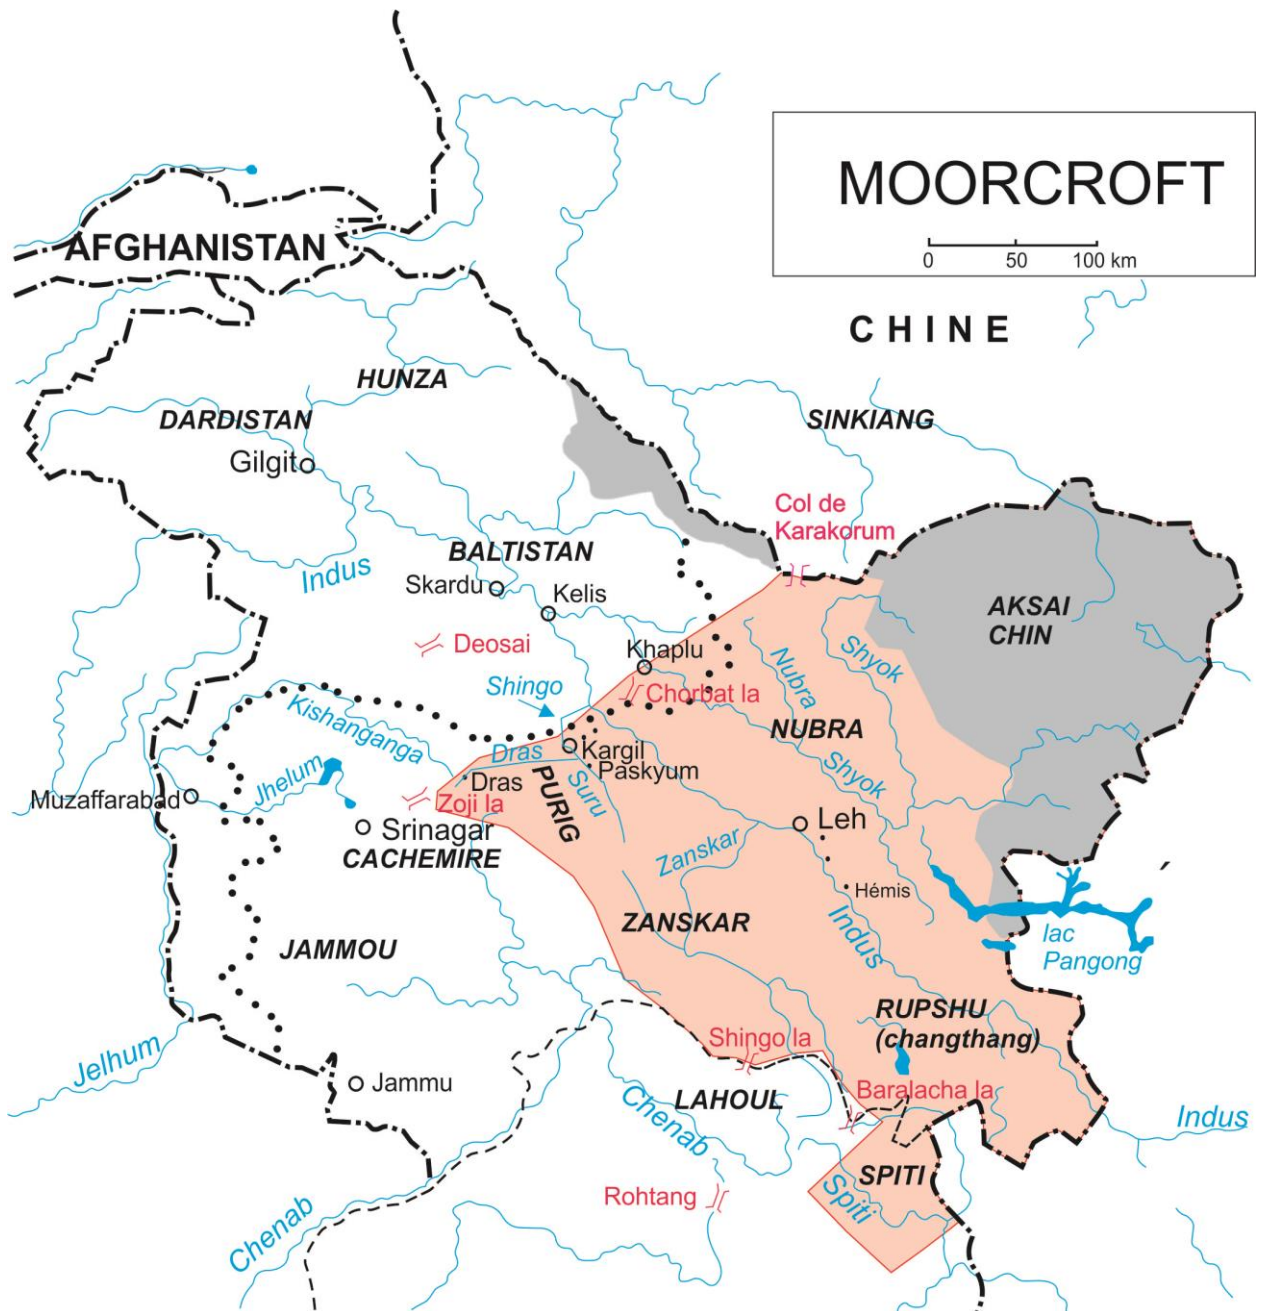 MOORCROFT
0 50 100 km
AFGHANISTAN
CHINE
HUNZA
DARDISTAN
SINKIANG
Gilgit
Col de
Karakorum
BALTISTAN
Indus
Skardu
Kelis
AKSAI
CHIN
Deosai
Khaplu
Nubra
Shyok
Shingo
Chorbat la
Kishanganga
NUBRA
Dras
Kargil
Paskyum
Shyok
Jhelum
Dras
PURIG
Suru
Muzaffarabad
Zoji la
Srinagar
CACHEMIRE
Leh
Zanskar
Hémis
ZANSKAR
Indus
lac
Pangong
JAMMOU
RUPSHU
(changthang)
Shingo la
Jelhum
Jammu
LAHOUL
Baralacha la
Chenab
Indus
SPITI
Rohtang
Spiti
Chenab